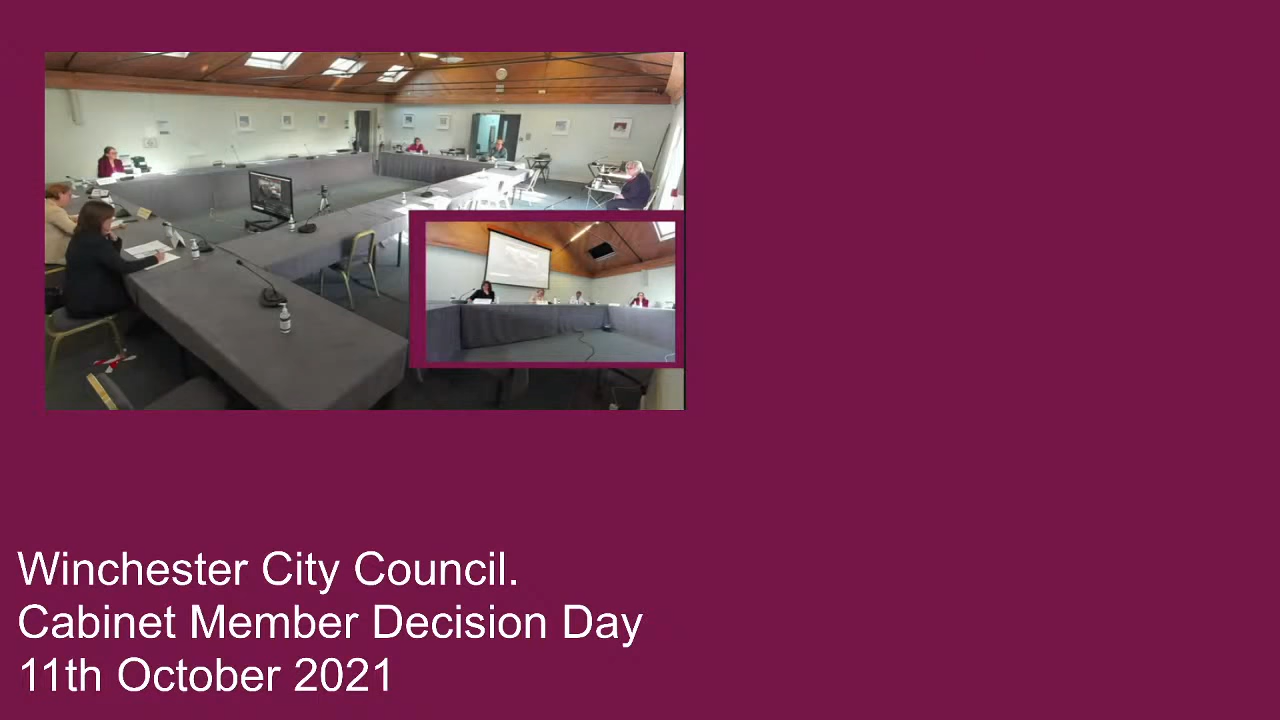 Winchester City Council.
Cabinet Member Decision Day
11th October 2021